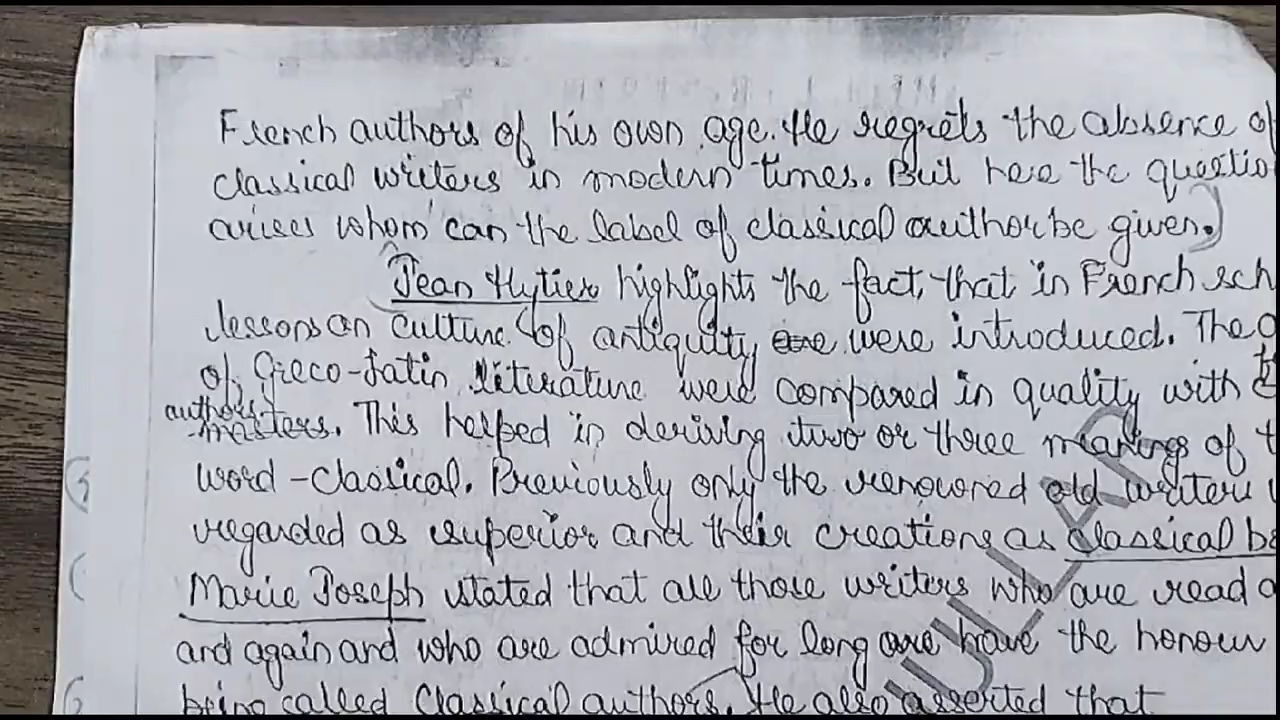 French authors of his own age. He regrets the absence of
classical writers in modern times. But here the questio
arises whom can the label of classical author be given.)
Jean Hytier highlights the fact, that in French sch
lessons on culture of antiquity were introduced. The
of Greco-Latin literature were compared in quality with
authors
-masters. This helped in deriving two or three meanings of t
word - Classical. Previously only the renowned old writers
regarded as superior and their creations as classical be
Marie Joseph stated that all those writers who are read a
and again and who are admired for long are have the honour
being called Classical authors. He also asserted that